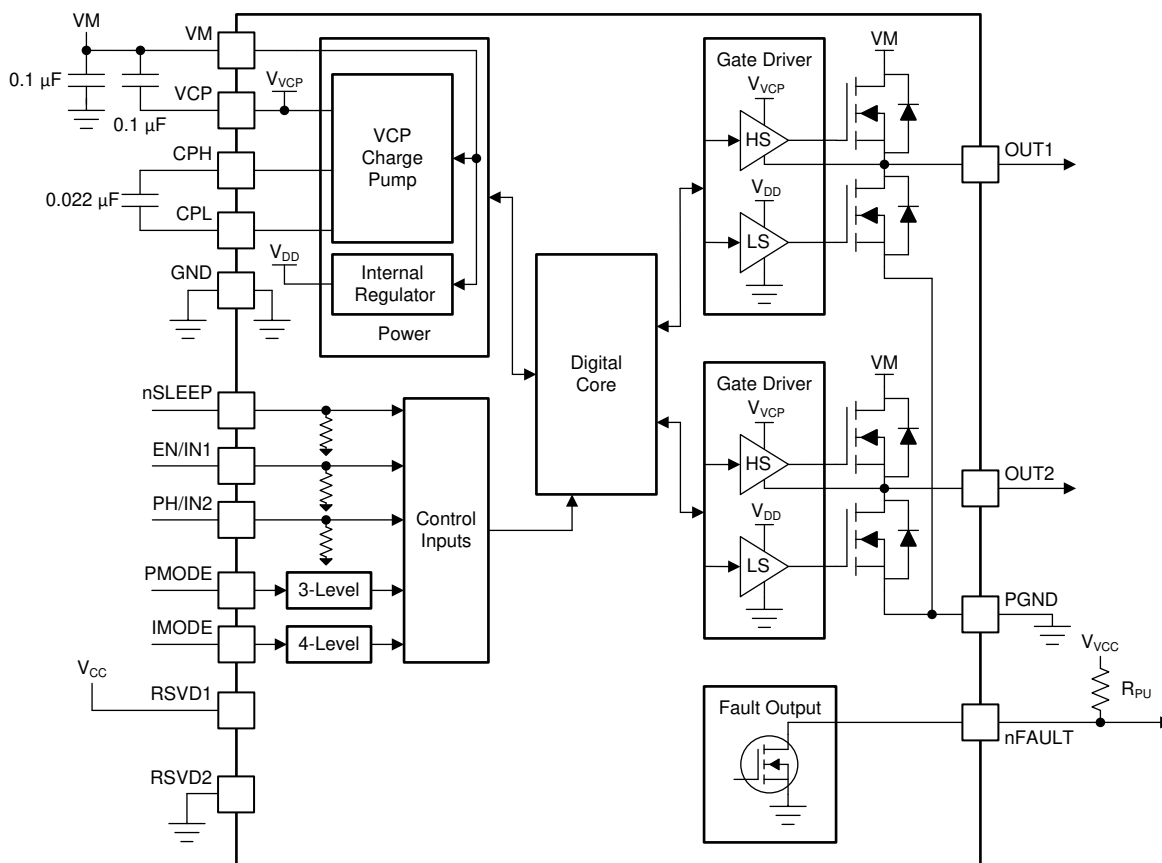 VM
VM
0.1 µF
VCP
0.1 µF
V_VCP
CPH
0.022 µF
CPL
GND
V_DD
VCP
Charge
Pump
Internal
Regulator
Power
nSLEEP
EN/IN1
PH/IN2
PMODE
3-Level
IMODE
4-Level
Control
Inputs
V_CC
RSVD1
RSVD2
Digital
Core
Gate Driver
V_VCP
HS
V_DD
LS
VM
OUT1
Gate Driver
V_VCP
HS
V_DD
LS
VM
OUT2
PGND
V_VCC
R_PU
Fault Output
nFAULT